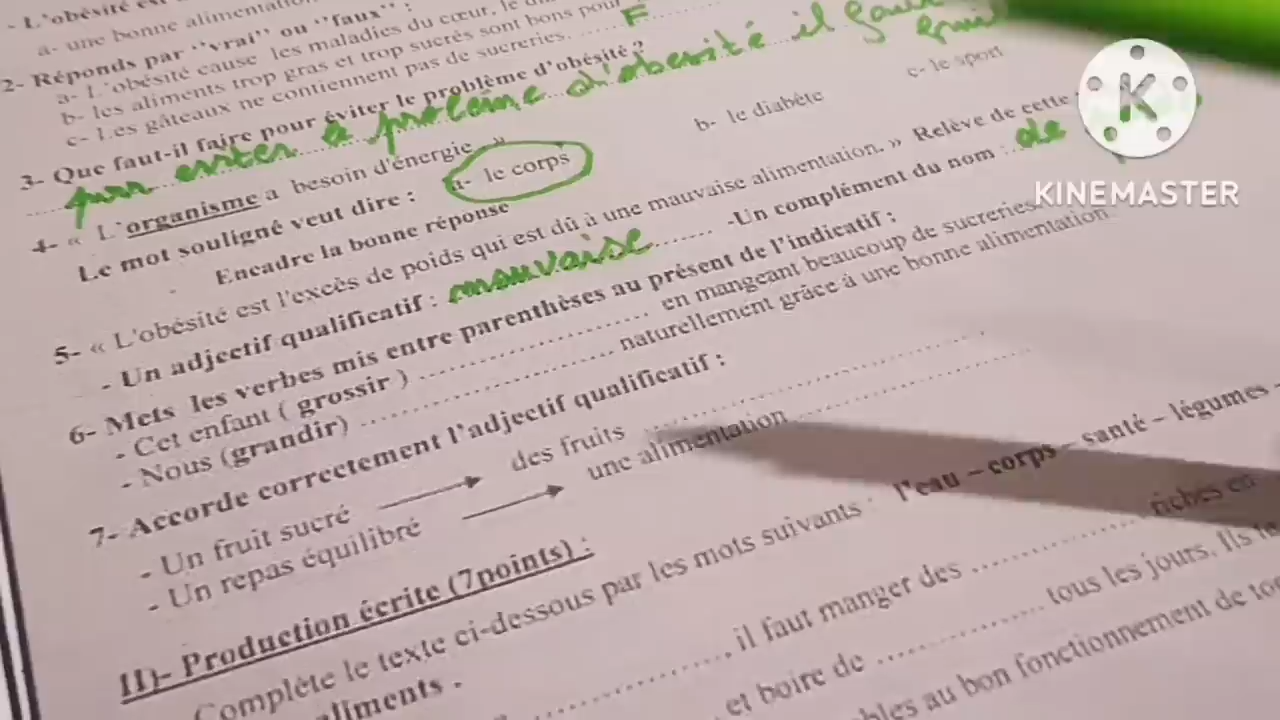 - L'obésité est
a- une bonne alimentation
2- Réponds par ''vrai'' ou ''faux'' :
a- L'obésité cause les maladies du cœur, le
b- les aliments trop gras et trop sucrés sont bons pour
c- Les gâteaux ne contiennent pas de sucreries. ...... F
3- Que faut-il faire pour éviter le problème d'obésité ?
d'obésité il
4- « L'organisme a besoin d'énergie. »
Le mot souligné veut dire : a- le corps b- le diabète c- le sport
Encadre la bonne réponse
5- « L'obésité est l'excès de poids qui est dû à une mauvaise alimentation. » Relève de cette
- Un adjectif qualificatif : mauvaise ........ -Un complément du nom : de
6- Mets les verbes mis entre parenthèses au présent de l'indicatif :
- Cet enfant ( grossir ) .............................. en mangeant beaucoup de sucreries.
- Nous (grandir) .............................. naturellement grâce à une bonne alimentation.
7- Accorde correctement l'adjectif qualificatif :
- Un fruit sucré → des fruits ..............................
- Un repas équilibré → une alimentation..............................
II)- Production écrite (7points) :
Complète le texte ci-dessous par les mots suivants : l'eau – corps – santé – légumes –
aliments .
.................., il faut manger des .................. riches en
et boire de .................. tous les jours. Ils
au bon fonctionnement de
KINEMASTER